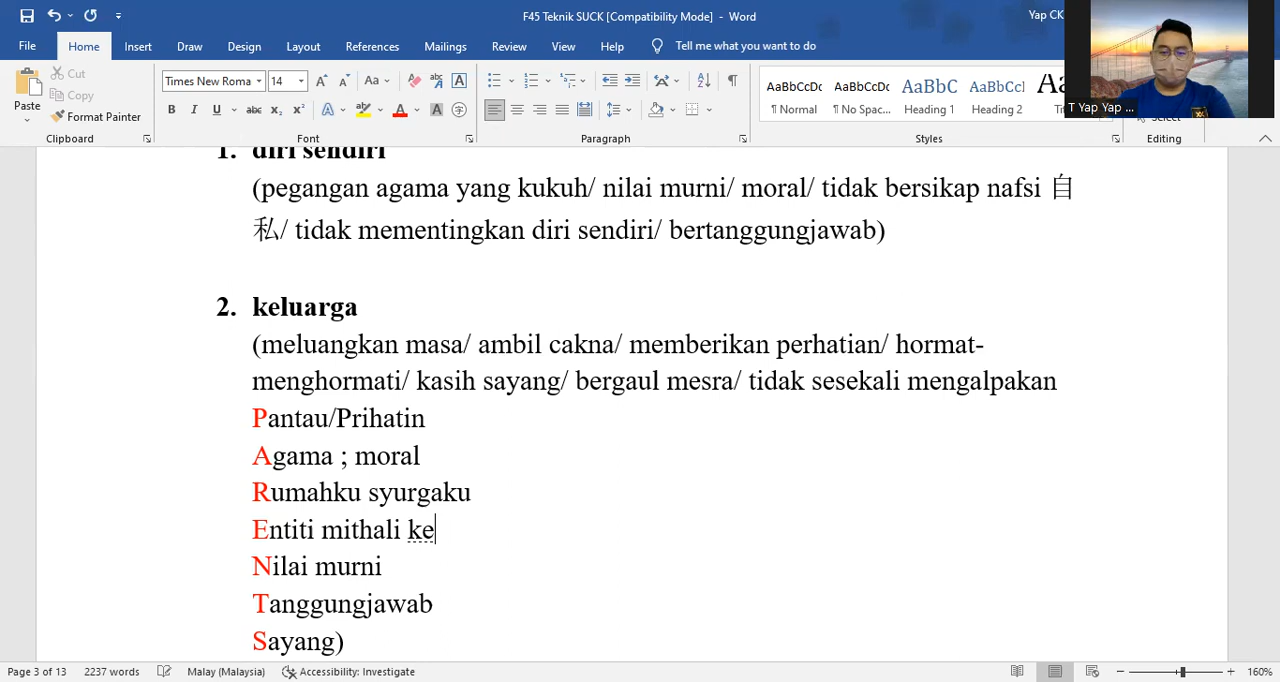 F45 Teknik SUCK [Compatibility Mode] - Word
Yap CK
File Home Insert Draw Design Layout References Mailings Review View Help Tell me what you want to do
Paste
Cut
Copy
Format Painter
Clipboard
Times New Roma 14
Aa
B I U abc x₂ x² A
Font
Paragraph
AaBbCcDc AaBbCcDc AaBbC AaBbCcI
¶ Normal ¶ No Spac... Heading 1 Heading 2
Styles
Editing
T Yap Yap ...
1. diri sendiri
(pegangan agama yang kukuh/ nilai murni/ moral/ tidak bersikap nafsi 自
私/ tidak mementingkan diri sendiri/ bertanggungjawab)
2. keluarga
(meluangkan masa/ ambil cakna/ memberikan perhatian/ hormat-
menghormati/ kasih sayang/ bergaul mesra/ tidak sesekali mengalpakan
Pantau/Prihatin
Agama ; moral
Rumahku syurgaku
Entiti mithali ke
Nilai murni
Tanggungjawab
Sayang)
Page 3 of 13 2237 words Malay (Malaysia) Accessibility: Investigate 160%